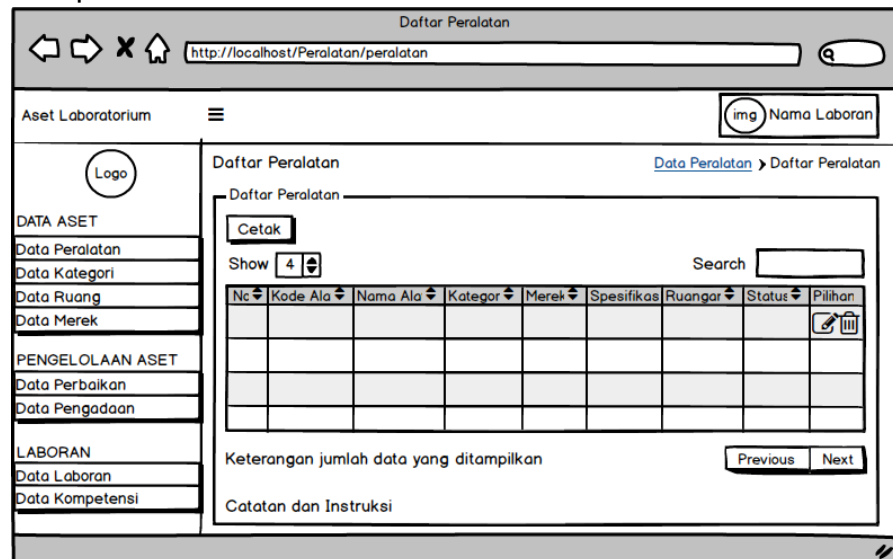 Daftar Peralatan
http://localhost/Peralatan/peralatan
Aset Laboratorium
img Nama Laboran
Logo
Daftar Peralatan
Data Peralatan Daftar Peralatan
Daftar Peralatan
DATA ASET
Data Peralatan
Data Kategori
Data Ruang
Data Merek
PENGELOLAAN ASET
Data Perbaikan
Data Pengadaan
LABORAN
Data Laboran
Data Kompetensi
Cetak
Show 4
Search
Nc Kode Ala Nama Ala Kategor Merek Spesifikas Ruangar Status Pilihan
Keterangan jumlah data yang ditampilkan
Previous Next
Catatan dan Instruksi